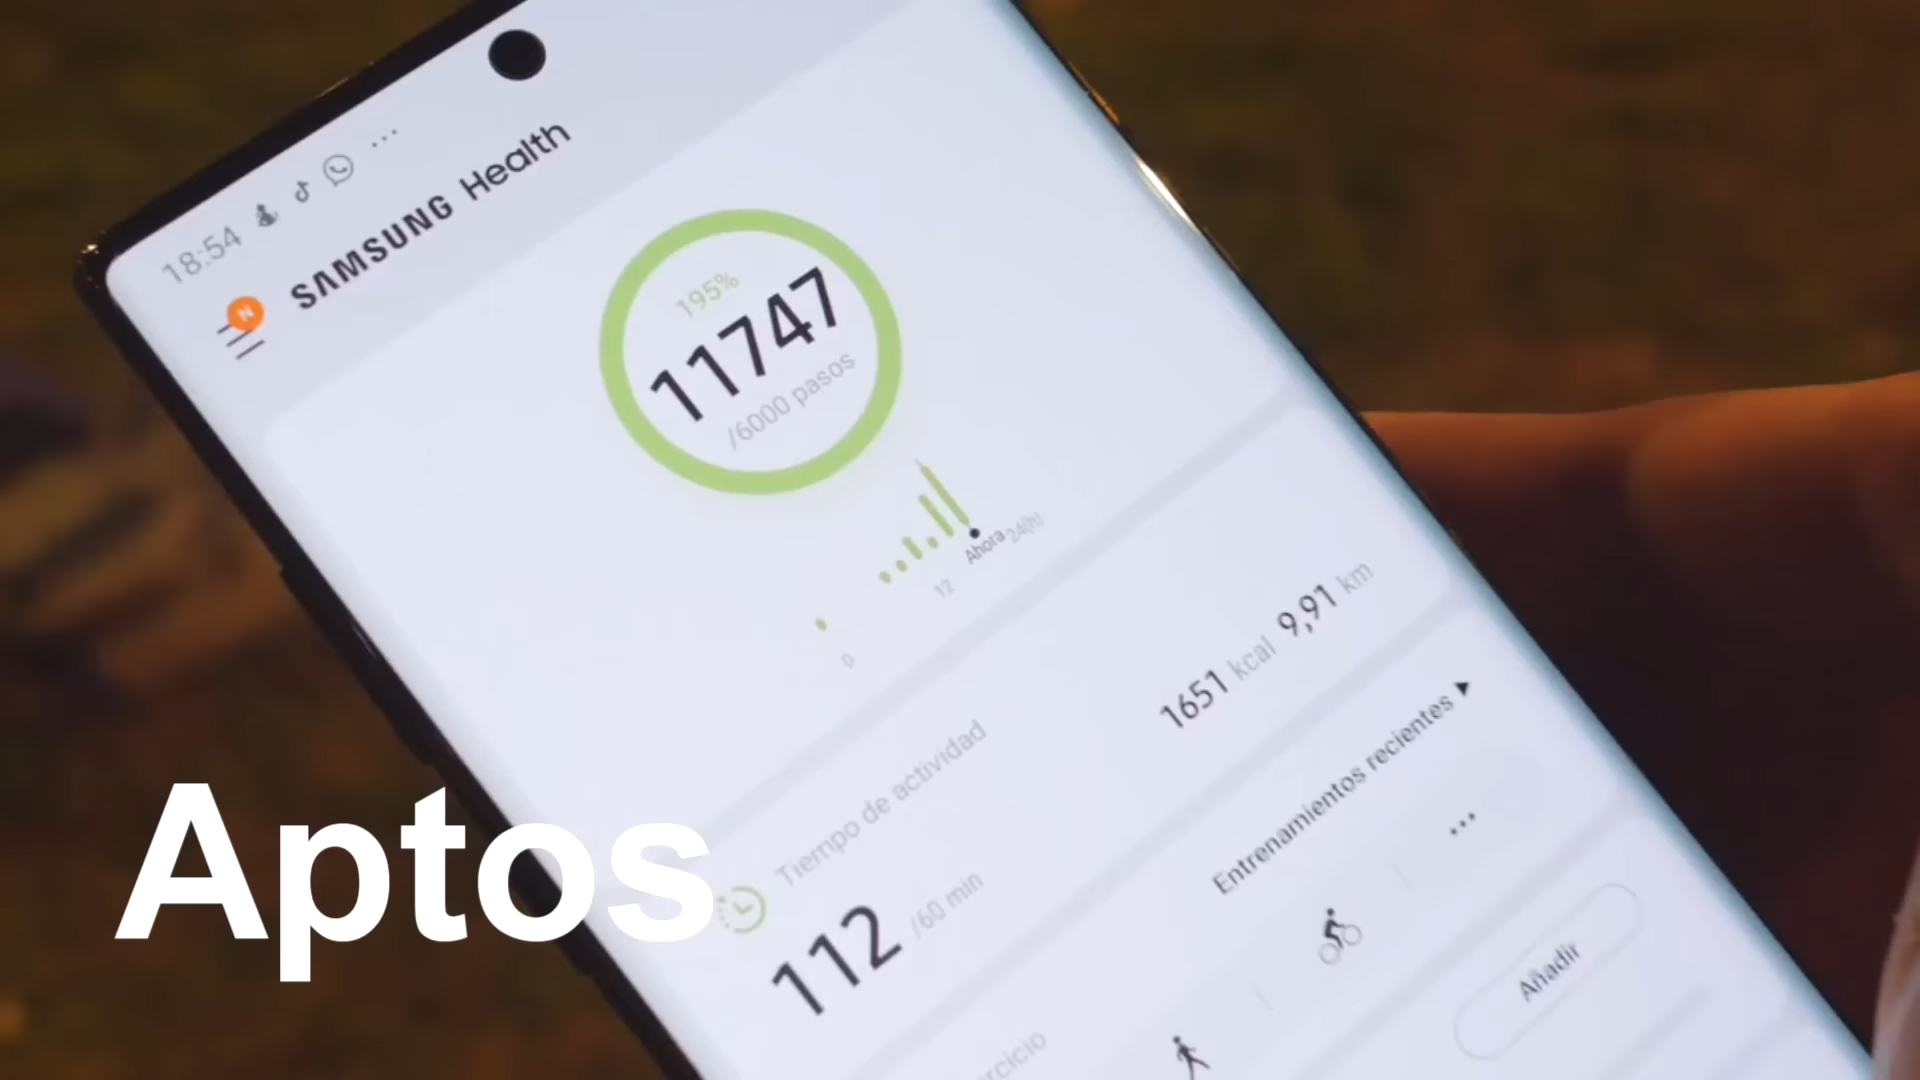 18:54
N
SAMSUNG Health
195%
11747
/6000 pasos
0
12
Ahora
24(h)
1651 kcal 9,91 km
Tiempo de actividad
112 /60 min
Entrenamientos recientes
Añadir
Aptos